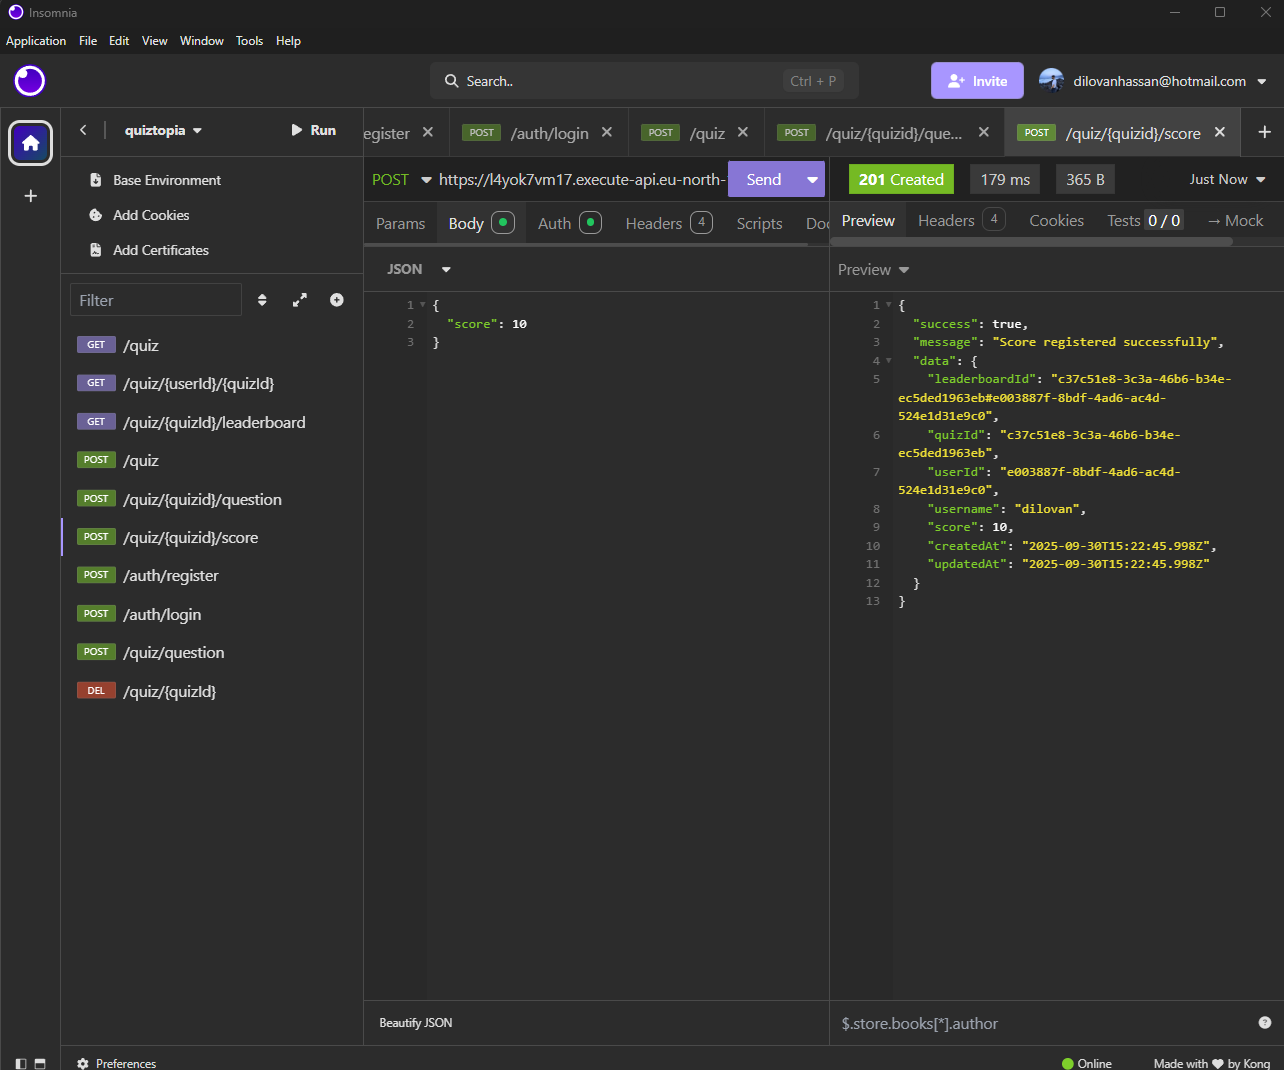 Insomnia
Application File Edit View Window Tools Help
Search..
Ctrl + P
Invite
dilovanhassan@hotmail.com
quiztopia
Run
egister
POST /auth/login
POST /quiz
POST /quiz/{quizid}/que...
POST /quiz/{quizid}/score
Base Environment
Add Cookies
Add Certificates
Filter
GET /quiz
GET /quiz/{userId}/{quizId}
GET /quiz/{quizId}/leaderboard
POST /quiz
POST /quiz/{quizid}/question
POST /quiz/{quizid}/score
POST /auth/register
POST /auth/login
POST /quiz/question
DEL /quiz/{quizId}
POST https://l4yok7vm17.execute-api.eu-north- Send
Params Body Auth Headers 4 Scripts Doc
JSON
1 {
2 "score": 10
3 }
Beautify JSON
201 Created 179 ms 365 B Just Now
Preview Headers 4 Cookies Tests 0 / 0 → Mock
Preview
1 {
2 "success": true,
3 "message": "Score registered successfully",
4 "data": {
5 "leaderboardId": "c37c51e8-3c3a-46b6-b34e-
ec5ded1963eb#e003887f-8bdf-4ad6-ac4d-
524e1d31e9c0",
6 "quizId": "c37c51e8-3c3a-46b6-b34e-
ec5ded1963eb",
7 "userId": "e003887f-8bdf-4ad6-ac4d-
524e1d31e9c0",
8 "username": "dilovan",
9 "score": 10,
10 "createdAt": "2025-09-30T15:22:45.998Z",
11 "updatedAt": "2025-09-30T15:22:45.998Z"
12 }
13 }
$.store.books[*].author
Preferences
Online
Made with ♥ by Kong